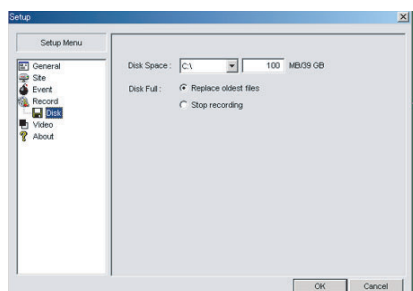 Setup
Setup Menu
General
Site
Event
Record
Disk
Video
About
Disk Space : C:\ 100 MB/39 GB
Disk Full : Replace oldest files
Stop recording
OK Cancel